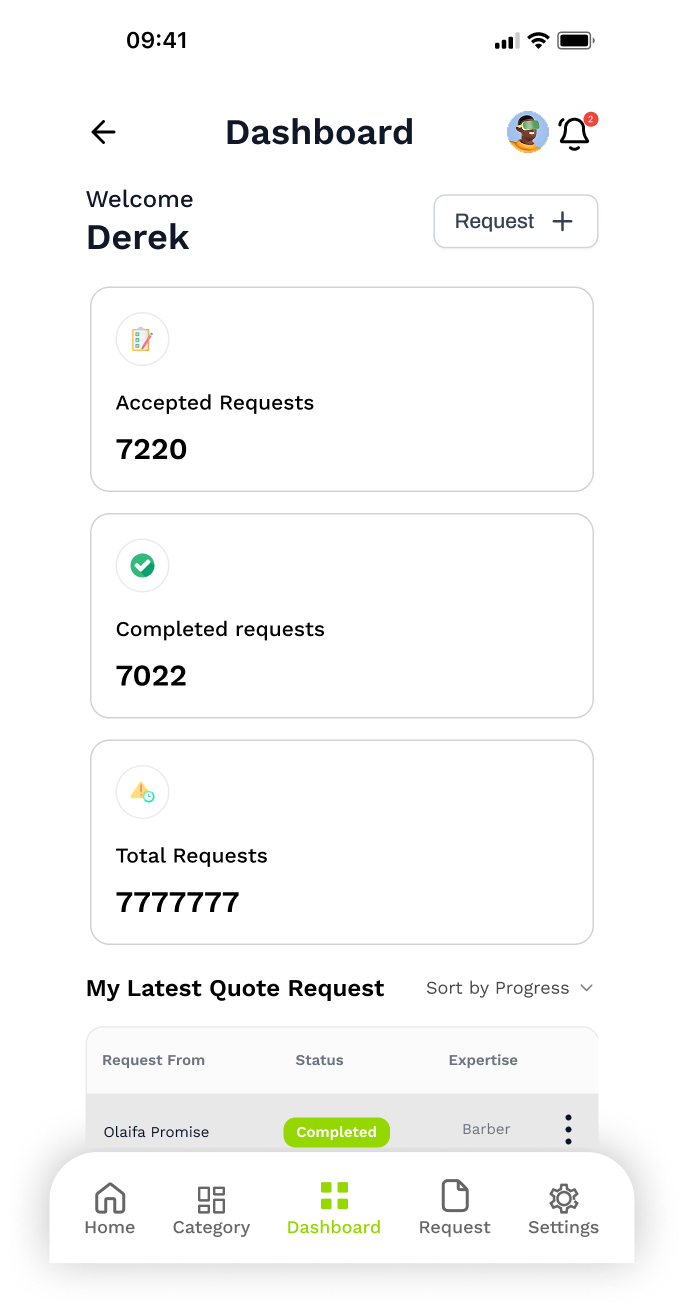 09:41
Dashboard
2
Welcome
Derek
Request
Accepted Requests
7220
Completed requests
7022
Total Requests
7777777
My Latest Quote Request
Sort by Progress
Request From Status Expertise
Olaifa Promise Completed Barber
Home Category Dashboard Request Settings